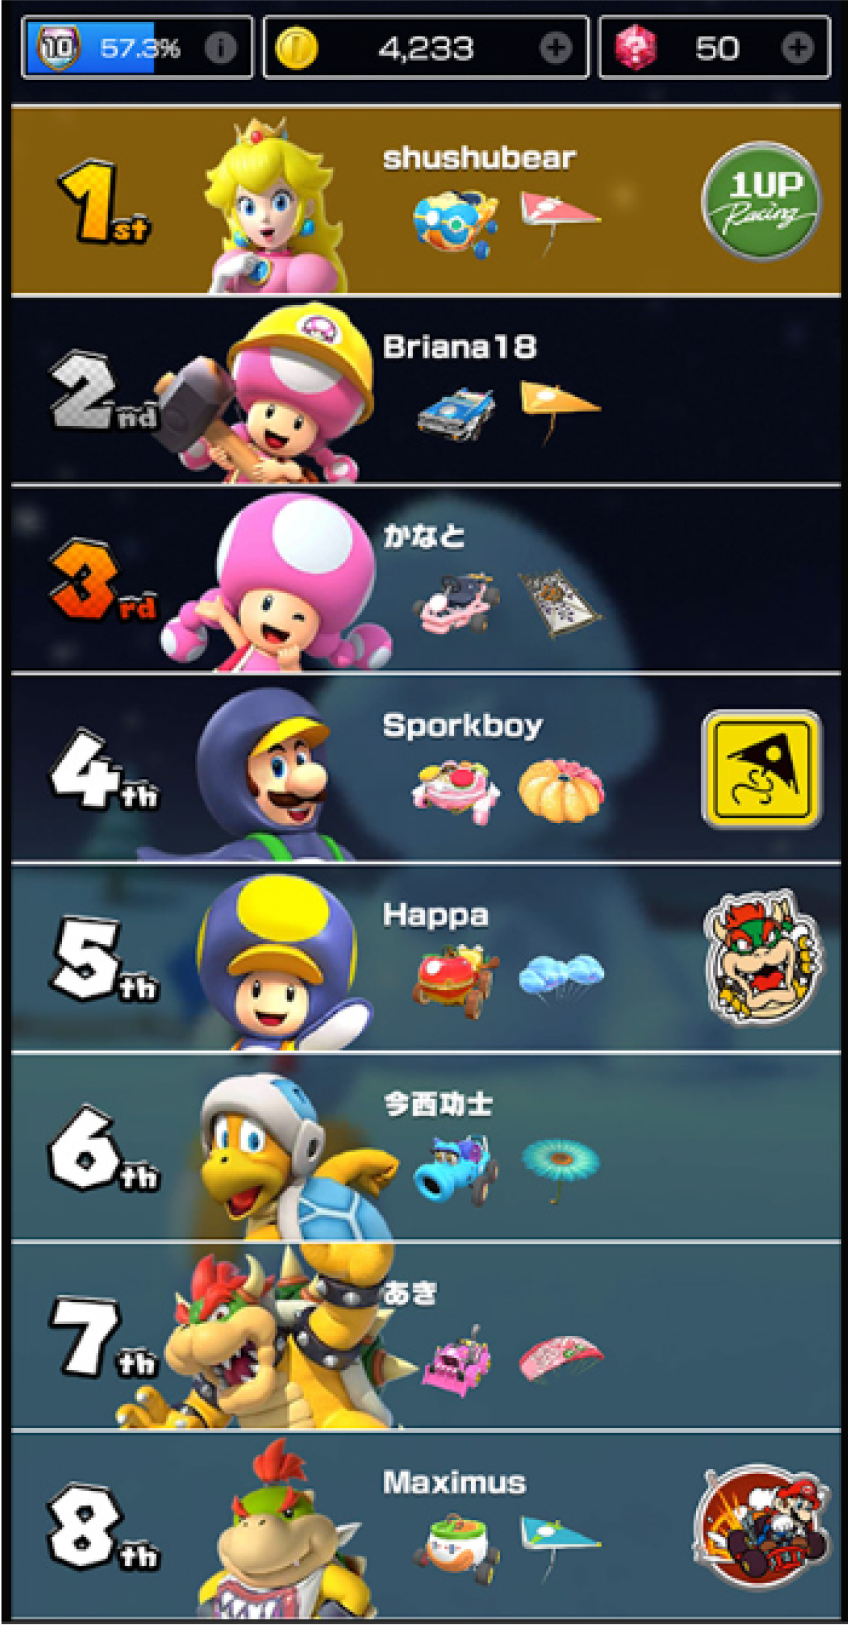 10 57.3% i
4,233 +
? 50 +
1st
shushubear
1UP
Racing
2nd
Briana18
3rd
かなと
4th
Sporkboy
5th
Happa
6th
今西功士
7th
あき
8th
Maximus